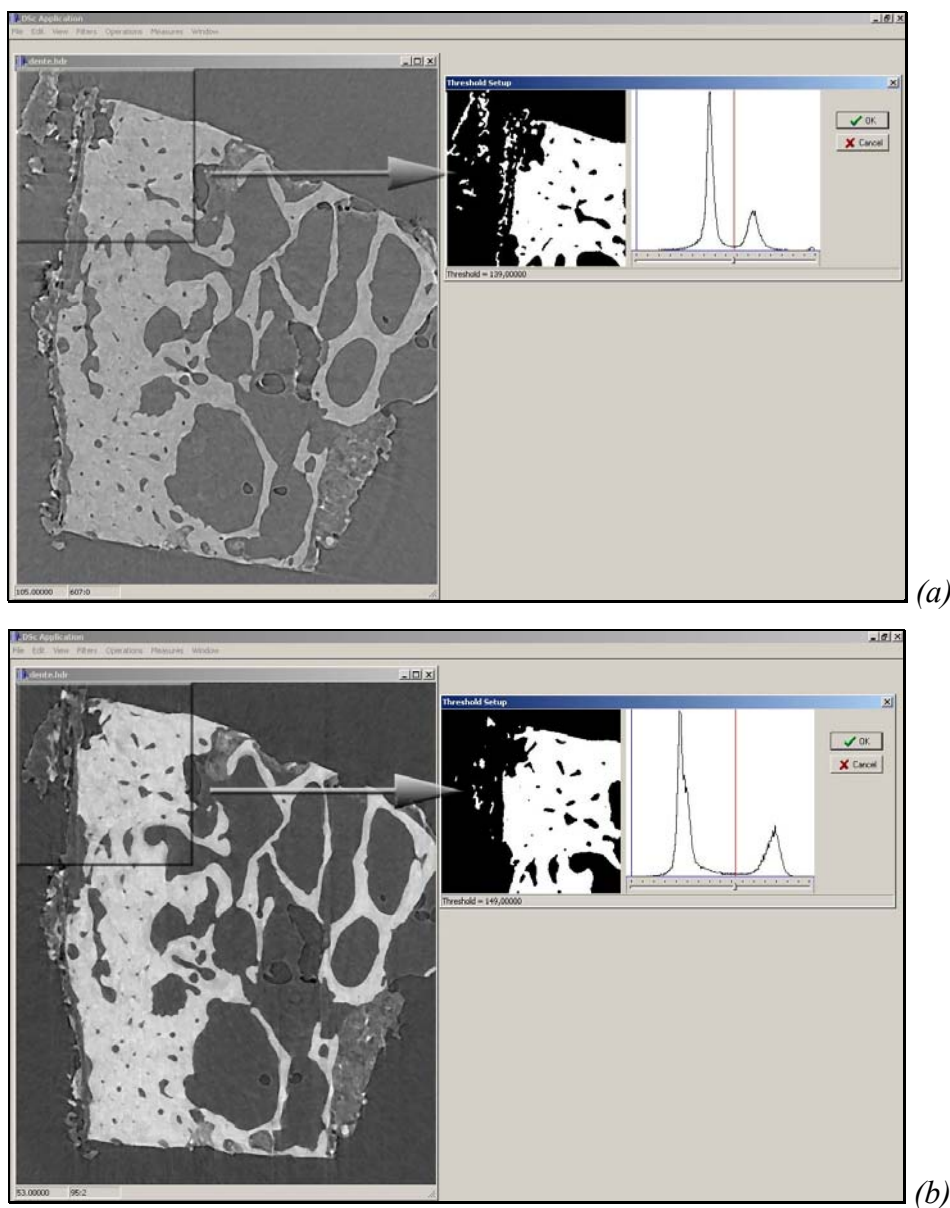 DSc Application
File Edit View Filters Operations Measures Window
dente.hdr
Threshold Setup
OK
Cancel
Threshold = 139,00000
105.00000 607:0
(a)
DSc Application
File Edit View Filters Operations Measures Window
dente.hdr
Threshold Setup
OK
Cancel
Threshold = 149,00000
53.00000 95:2
(b)